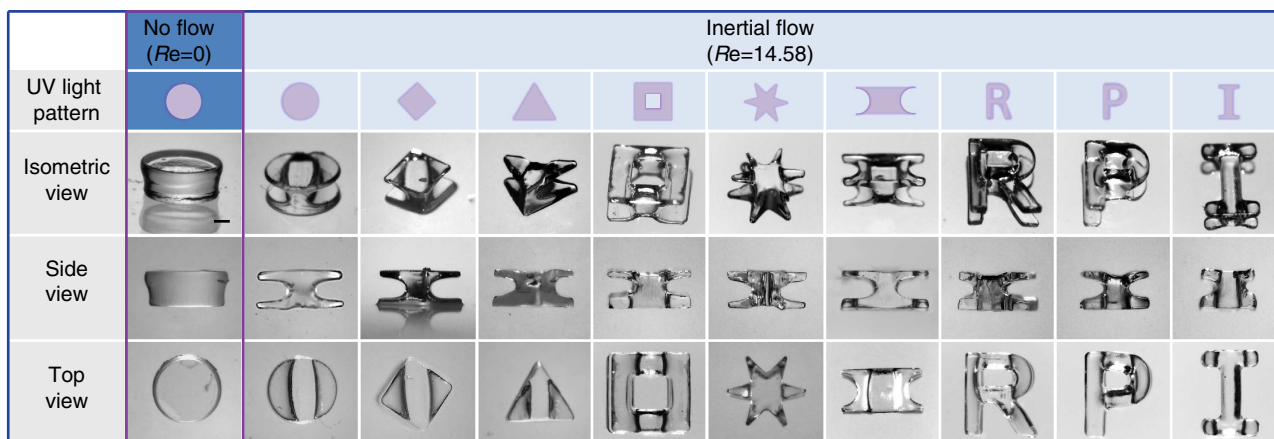 No flow
(Re=0)
Inertial flow
(Re=14.58)
UV light
pattern
R
P
I
Isometric
view
Side
view
Top
view